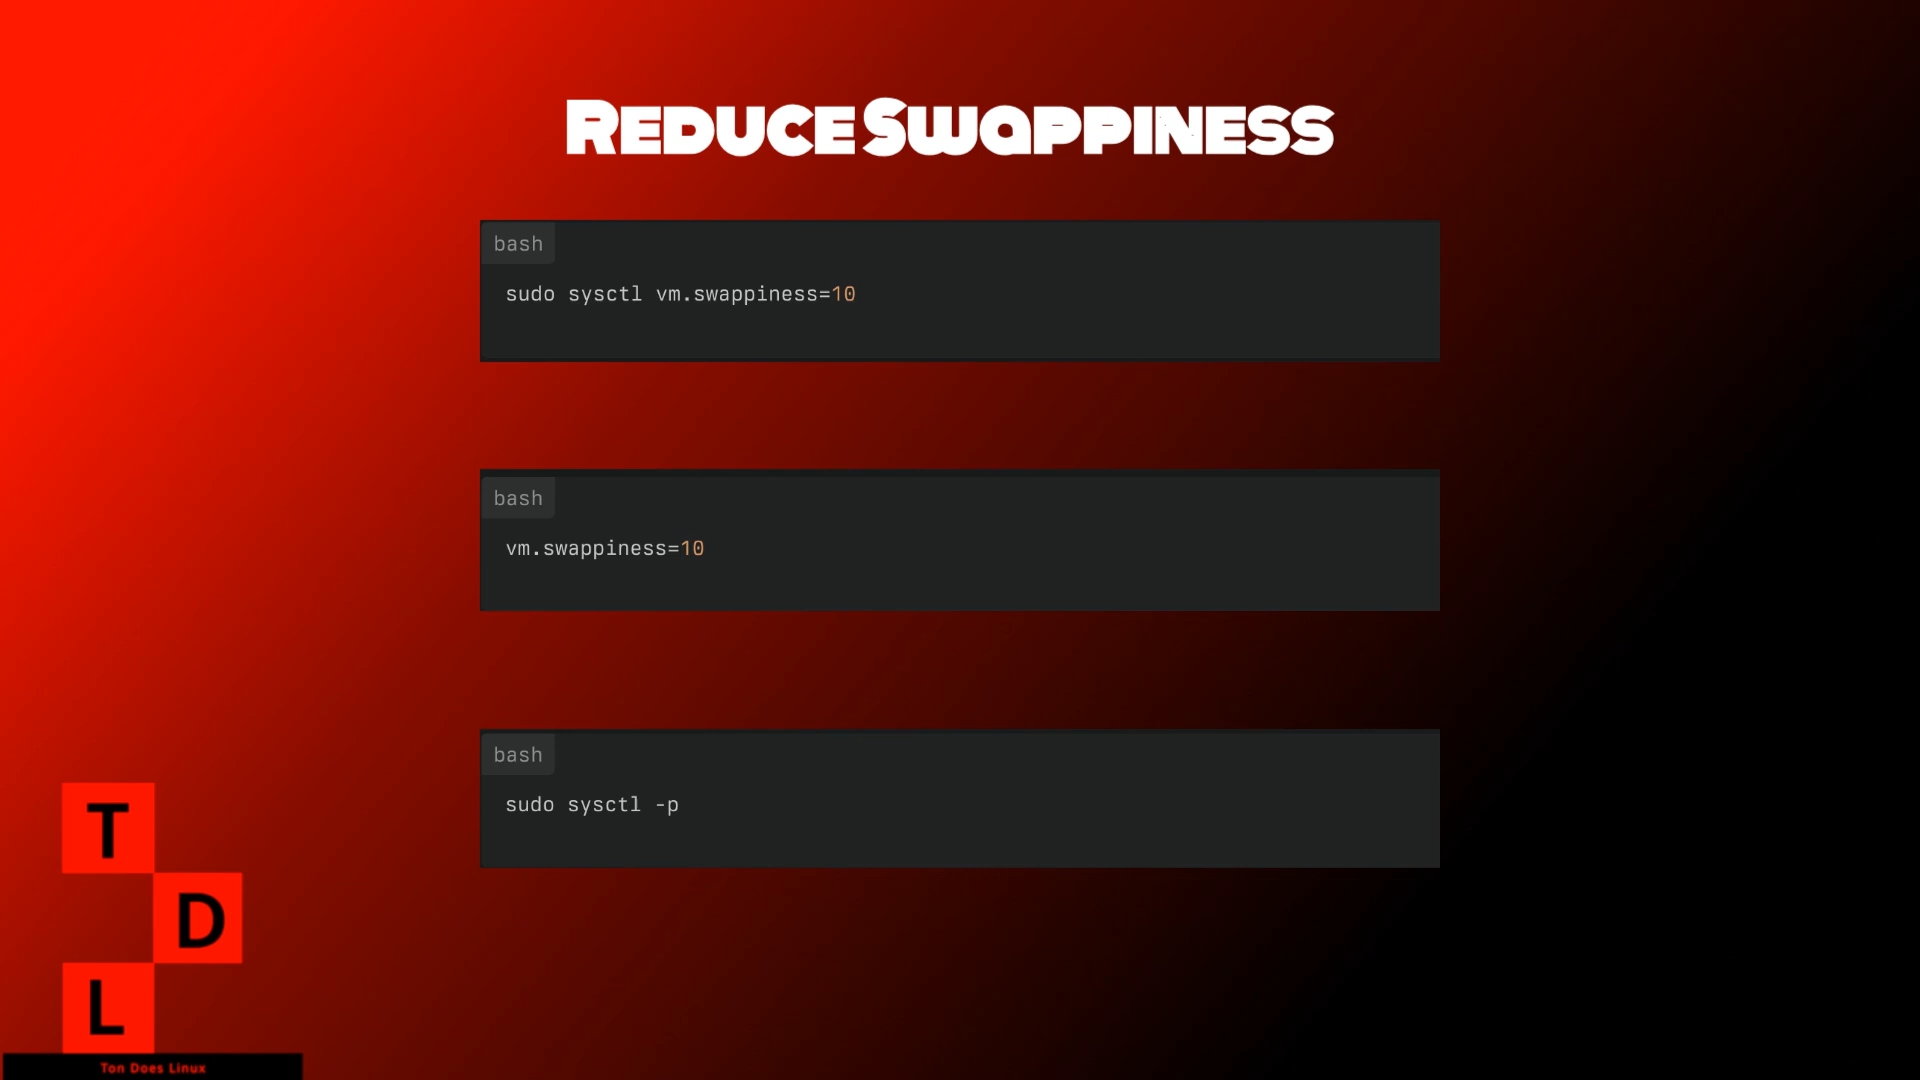 Reduce Swappiness
bash
sudo sysctl vm.swappiness=10
bash
vm.swappiness=10
bash
sudo sysctl -p
T
D
L
Ton Does Linux